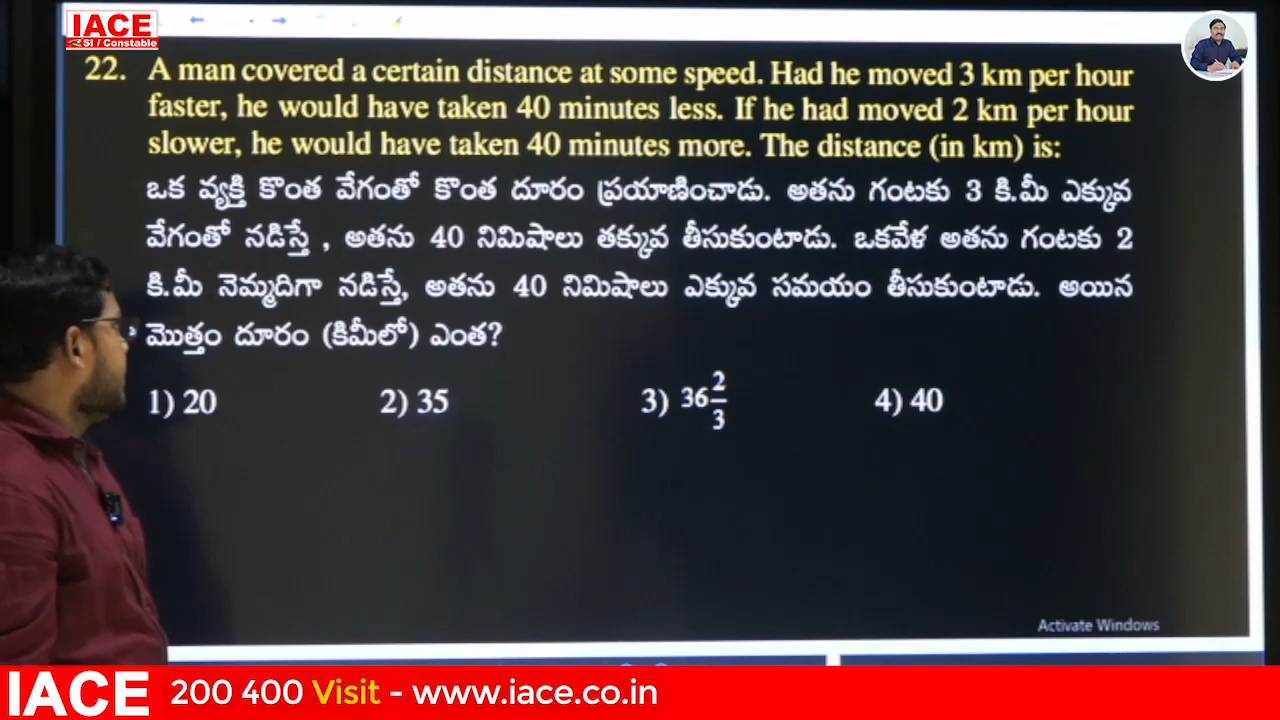 IACE
SI / Constable
22. A man covered a certain distance at some speed. Had he moved 3 km per hour
faster, he would have taken 40 minutes less. If he had moved 2 km per hour
slower, he would have taken 40 minutes more. The distance (in km) is:
ఒక వ్యక్తి కొంత వేగంతో కొంత దూరం ప్రయాణించాడు. అతను గంటకు 3 కి.మీ ఎక్కువ
వేగంతో నడిస్తే , అతను 40 నిమిషాలు తక్కువ తీసుకుంటాడు. ఒకవేళ అతను గంటకు 2
కి.మీ నెమ్మదిగా నడిస్తే, అతను 40 నిమిషాలు ఎక్కువ సమయం తీసుకుంటాడు. అయిన
మొత్తం దూరం (కిమీలో) ఎంత?
1) 20 2) 35 3) 36 2/3 4) 40
Activate Windows
IACE 200 400 Visit - www.iace.co.in